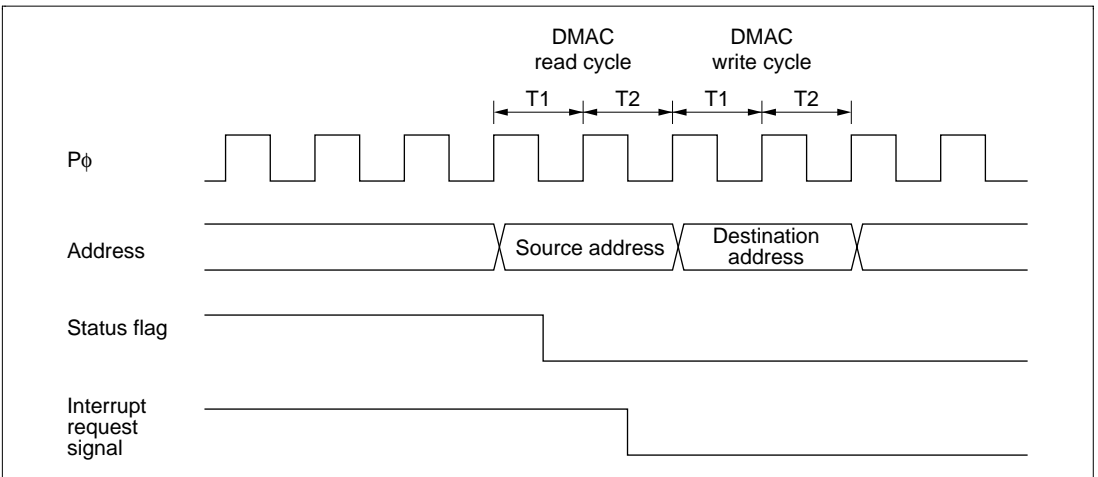 DMAC DMAC
read cycle write cycle
T1 T2 T1 T2
Pϕ
Address Source address Destination
address
Status flag
Interrupt
request
signal